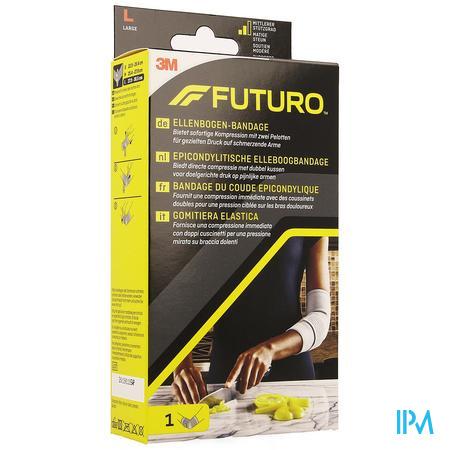 L
LARGE
MITTLERER
STÜTZGRAD
MATIGE
STEUN
SOUTIEN
MODÉRÉ
3M
FUTURO
de ELLENBOGEN-BANDAGE
Bietet sofortige Kompression mit zwei Pelotten
für gezielten Druck auf schmerzende Arme
nl EPICONDYLITISCHE ELLEBOOGBANDAGE
Biedt directe compressie met dubbel kussen
voor doelgerichte druk op pijnlijke armen
fr BANDAGE DU COUDE EPICONDYLIQUE
Fournit une compression immédiate avec des coussinets
doubles pour une pression ciblée sur les bras douloureux
it GOMITIERA ELASTICA
Fornisce una compressione immediata
con doppi cuscinetti per una pressione
mirata su braccia dolenti
1
IPM